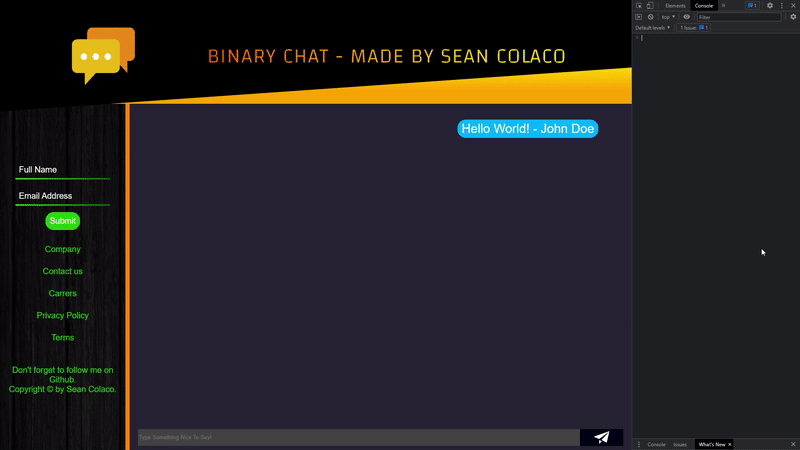 BINARY CHAT - MADE BY SEAN COLACO
Hello World! - John Doe
Full Name
Email Address
Submit
Company
Contact us
Carrers
Privacy Policy
Terms
Don't forget to follow me on
Github.
Copyright © by Sean Colaco.
Type Something Nice To Say!
Elements Console » 1
top Filter
Default levels 1 Issue: 1
Console Issues What's New